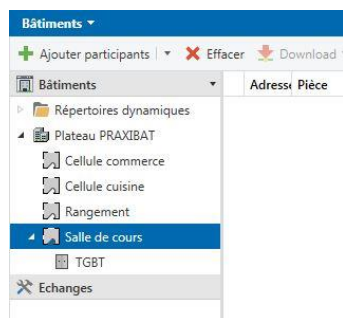 Bâtiments
Ajouter participants Effacer Download
Bâtiments Adresse Pièce
Répertoires dynamiques
Plateau PRAXIBAT
Cellule commerce
Cellule cuisine
Rangement
Salle de cours
TGBT
Echanges